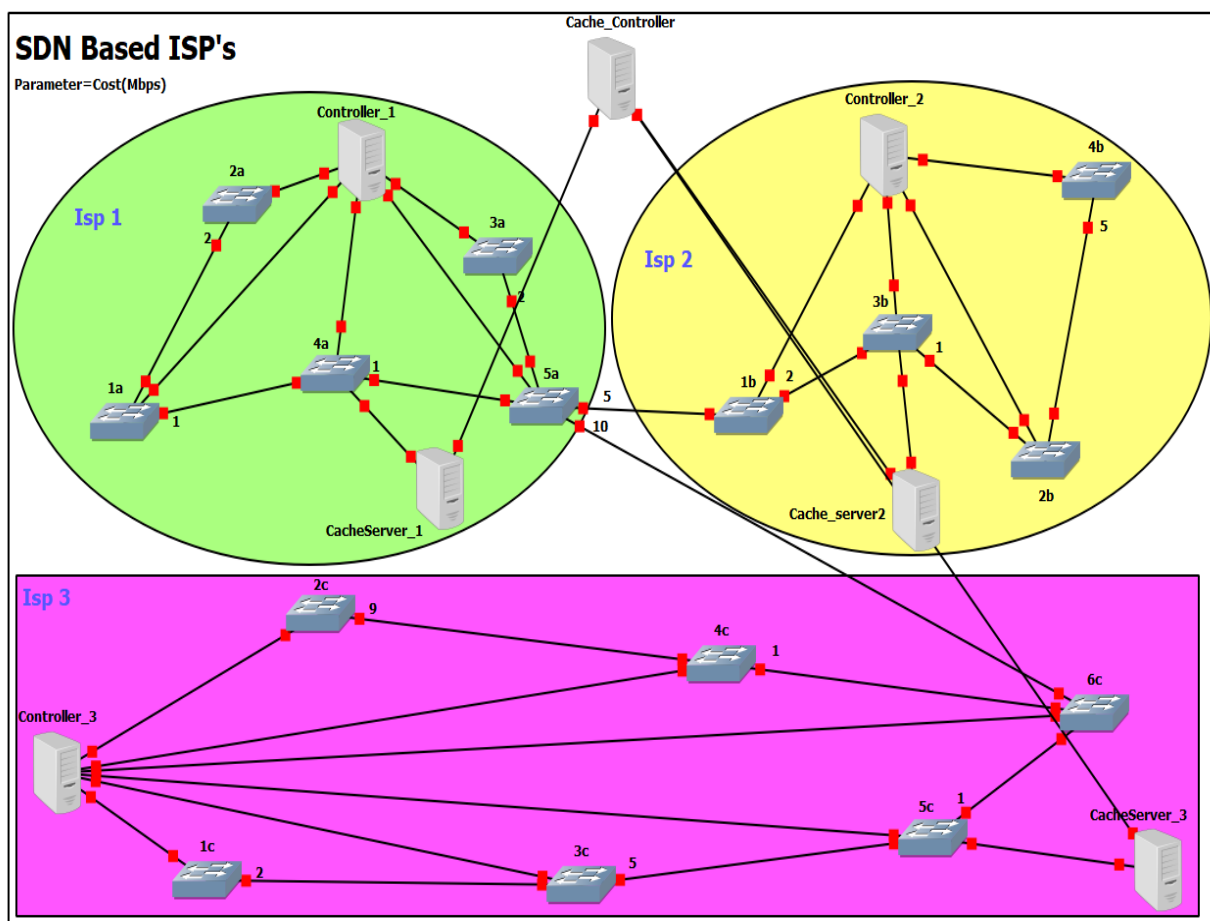 Cache_Controller
SDN Based ISP's
Parameter=Cost(Mbps)
Controller_1
Controller_2
2a
4b
Isp 1
3a
2
5
Isp 2
2
3b
4a
1
1
5a
1b
2
1a
5
1
10
2b
CacheServer_1
Cache_server2
Isp 3
2c
9
4c
1
6c
Controller_3
5c
1
CacheServer_3
1c
3c
2
5